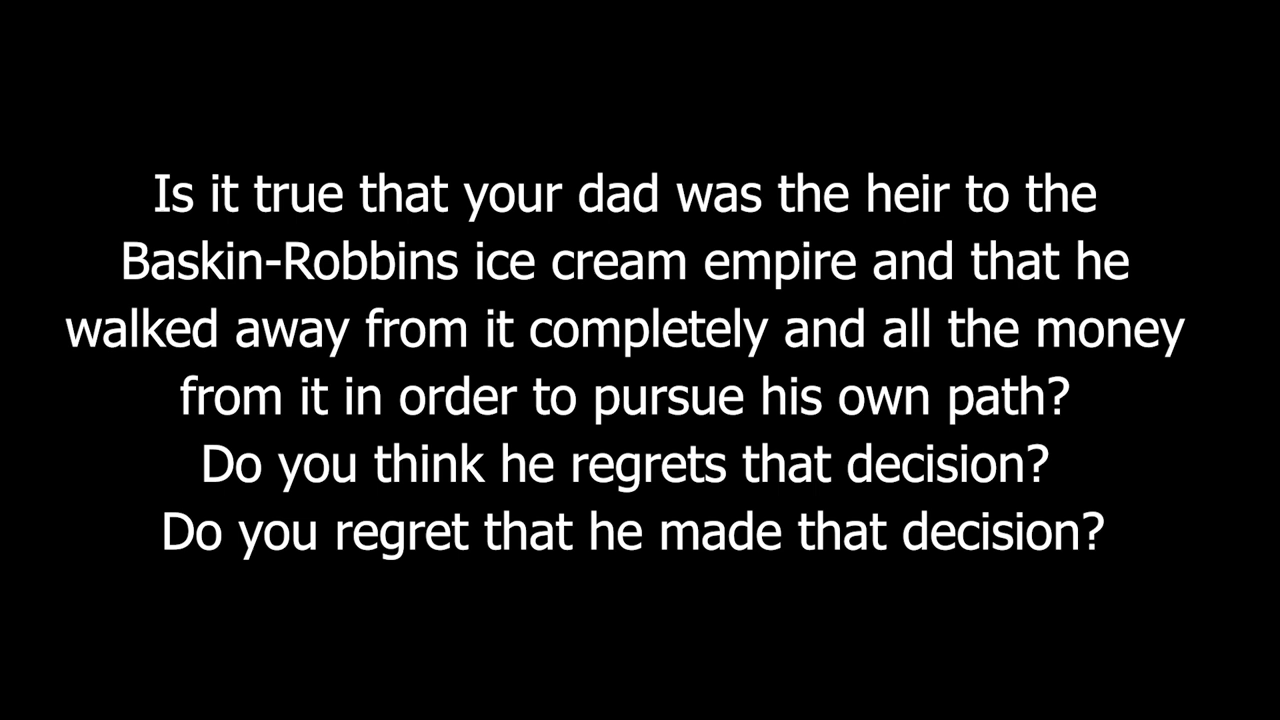 Is it true that your dad was the heir to the
Baskin-Robbins ice cream empire and that he
walked away from it completely and all the money
from it in order to pursue his own path?
Do you think he regrets that decision?
Do you regret that he made that decision?